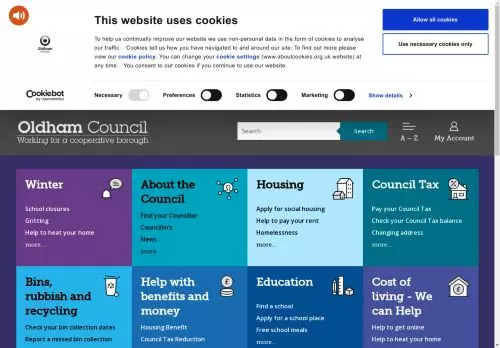 This website uses cookies
To help us continually improve our website we use non-personal data in the form of cookies to analyse
our traffic. Cookies tell us how you have navigated to and around our site. To find out more please
view our cookie policy. You can change your cookie settings (www.aboutcookies.org.uk website) at
any time. You consent to our cookies if you continue to use our website.
Allow all cookies
Use necessary cookies only
Oldham
Council
Powered by
Cookiebot
by Usercentrics
Necessary
Preferences
Statistics
Marketing
Show details
Oldham Council
Working for a cooperative borough
Search
Search
A – Z
My Account
Winter
School closures
Gritting
Help to heat your home
more...
About the
Council
Find your Councillor
Councillors
News
more...
Housing
Apply for social housing
Help to pay your rent
Homelessness
more...
Council Tax
Pay your Council Tax
Check your Council Tax balance
Changing address
more...
Bins,
rubbish and
recycling
Check your bin collection dates
Report a missed bin collection
Help with
benefits and
money
Housing Benefit
Council Tax Reduction
Education
Find a school
Apply for a school place
Free school meals
more...
Cost of
living - We
can Help
Help to get online
Help to heat your home